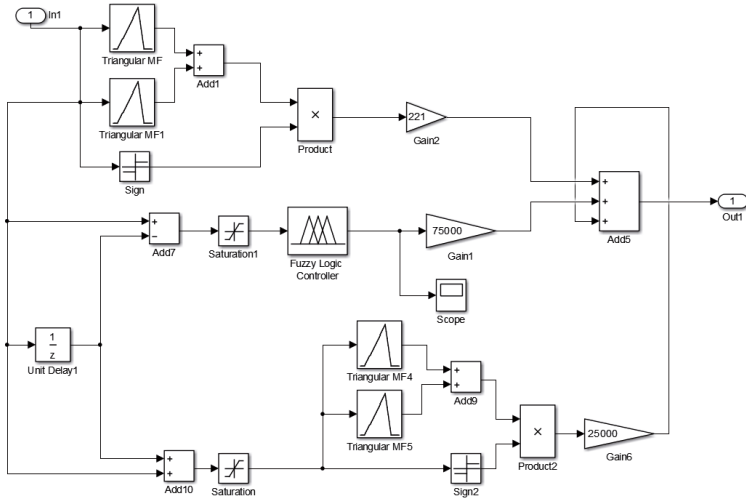 1
In1
Triangular MF
+
+
Add1
Triangular MF1
Sign
×
Product
221
Gain2
+
+
+
Add5
1
Out1
+
−
Add7
Saturation1
Fuzzy Logic
Controller
75000
Gain1
Scope
1
z
Unit Delay1
Triangular MF4
+
+
Add9
Triangular MF5
×
Product2
25000
Gain6
+
+
Add10
Saturation
Sign2